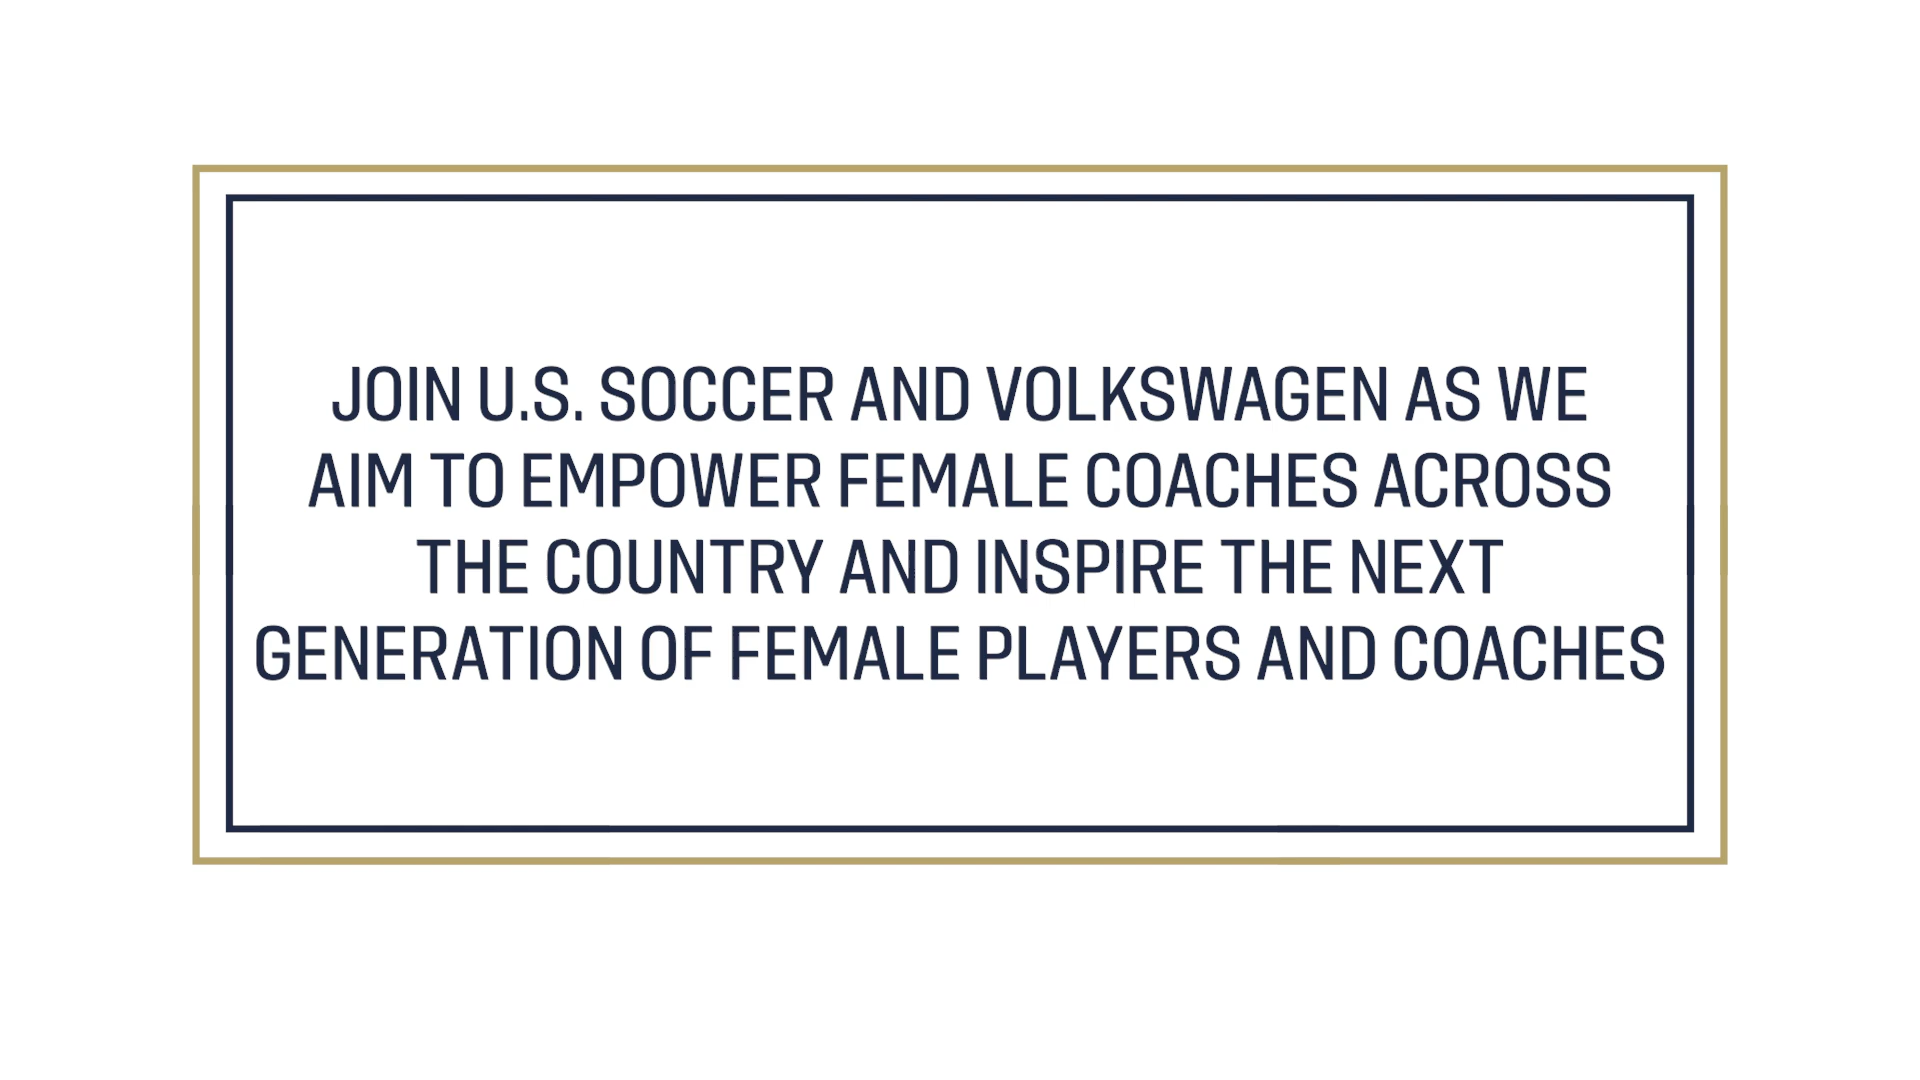 JOIN U.S. SOCCER AND VOLKSWAGEN AS WE
AIM TO EMPOWER FEMALE COACHES ACROSS
THE COUNTRY AND INSPIRE THE NEXT
GENERATION OF FEMALE PLAYERS AND COACHES